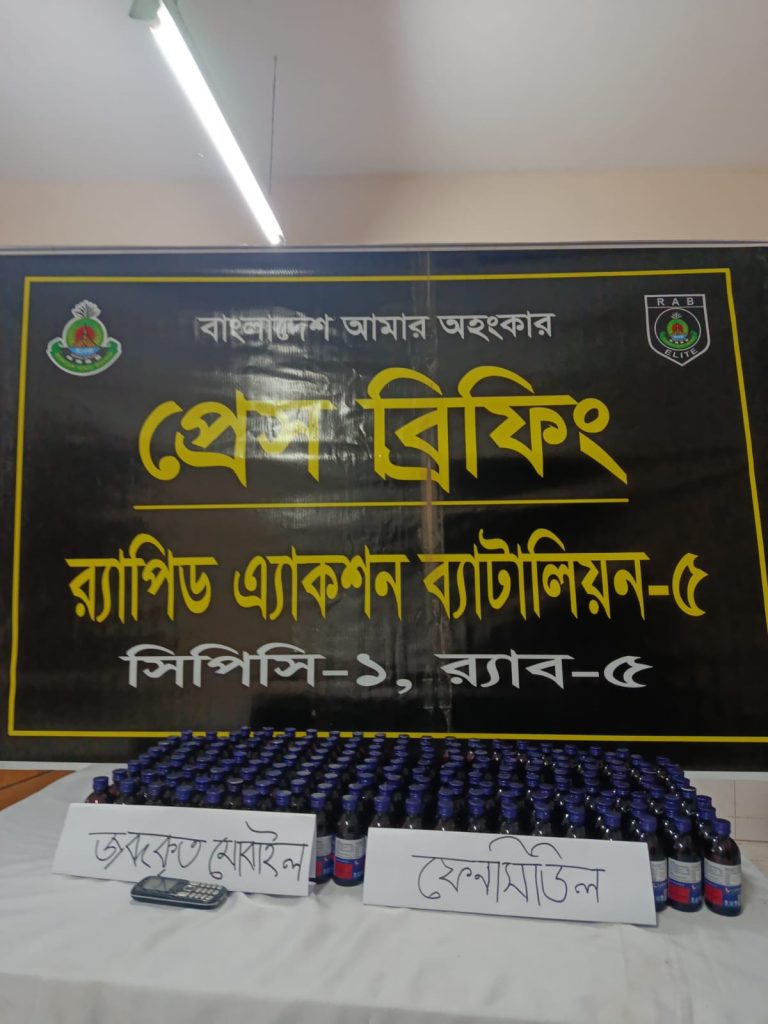 বাংলাদেশ আমার অহংকার
RAB
ELITE
প্রেস ব্রিফিং
র‍্যাপিড এ্যাকশন ব্যাটালিয়ন-৫
সিপিসি-১, র‍্যাব-৫
জব্দকৃত মোবাইল
ফেনসিডিল